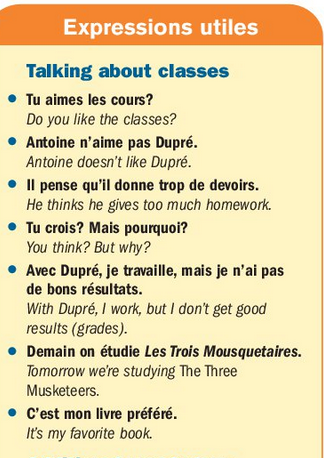 Expressions utiles
Talking about classes
• Tu aimes les cours?
Do you like the classes?
• Antoine n'aime pas Dupré.
Antoine doesn't like Dupré.
• Il pense qu'il donne trop de devoirs.
He thinks he gives too much homework.
• Tu crois? Mais pourquoi?
You think? But why?
• Avec Dupré, je travaille, mais je n'ai pas
de bons résultats.
With Dupré, I work, but I don't get good
results (grades).
• Demain on étudie Les Trois Mousquetaires.
Tomorrow we're studying The Three
Musketeers.
• C'est mon livre préféré.
It's my favorite book.